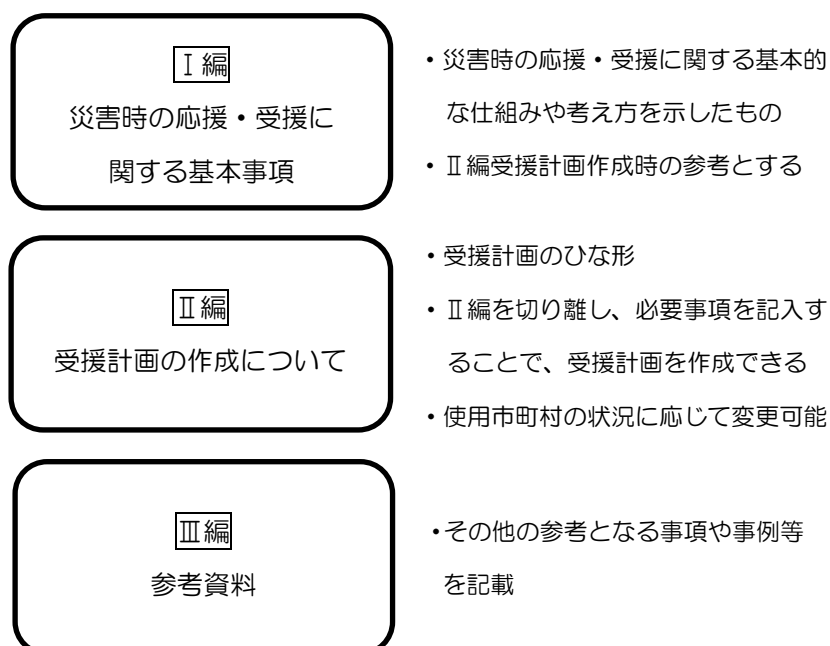 Ⅰ編
災害時の応援・受援に
関する基本事項
・災害時の応援・受援に関する基本的
な仕組みや考え方を示したもの
・Ⅱ編受援計画作成時の参考とする
Ⅱ編
受援計画の作成について
・受援計画のひな形
・Ⅱ編を切り離し、必要事項を記入す
ることで、受援計画を作成できる
・使用市町村の状況に応じて変更可能
Ⅲ編
参考資料
・その他の参考となる事項や事例等
を記載